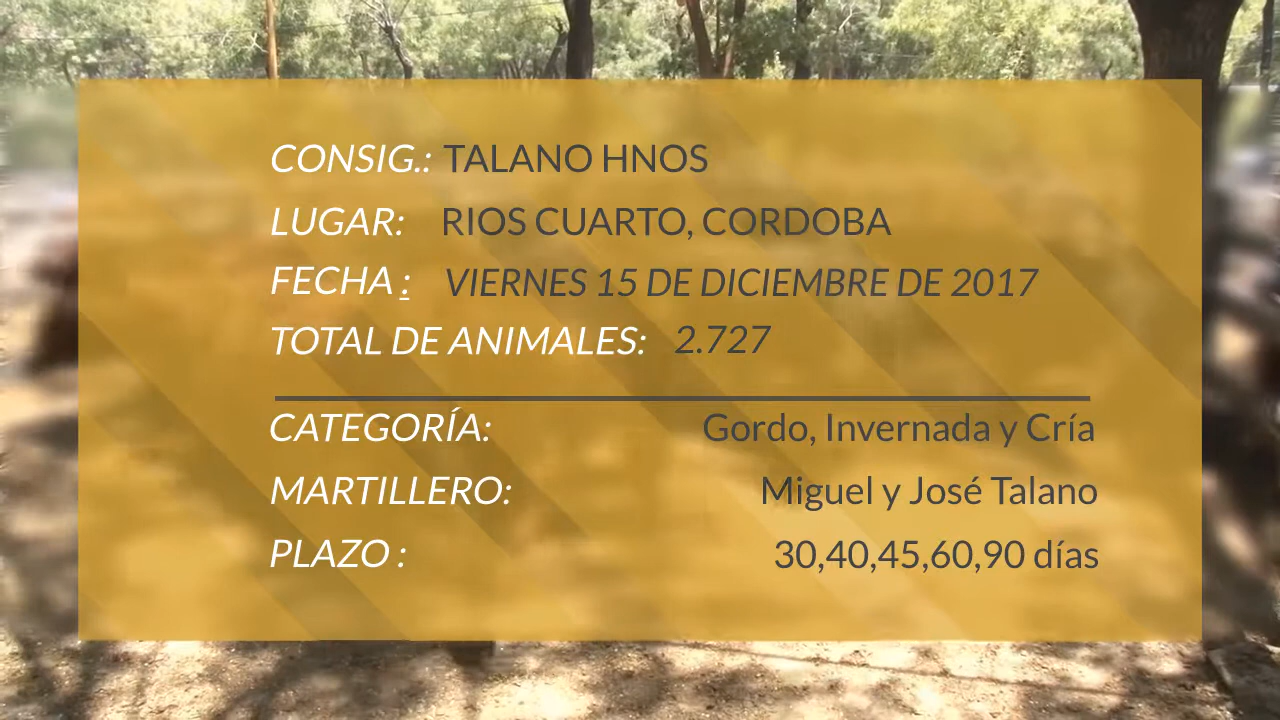 CONSIG.: TALANO HNOS
LUGAR: RIOS CUARTO, CORDOBA
FECHA : VIERNES 15 DE DICIEMBRE DE 2017
TOTAL DE ANIMALES: 2.727
CATEGORÍA: Gordo, Invernada y Cría
MARTILLERO: Miguel y José Talano
PLAZO : 30,40,45,60,90 días